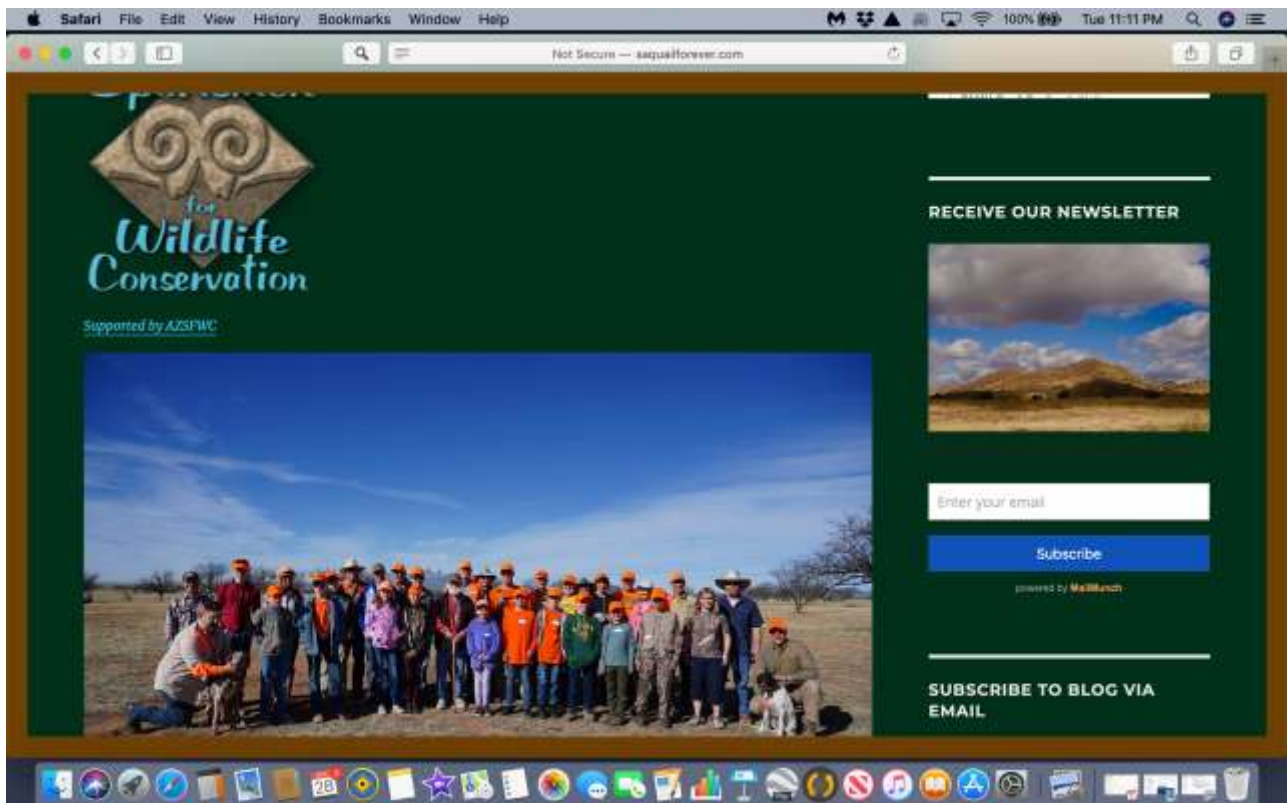 Safari File Edit View History Bookmarks Window Help 100% Tue 11:11 PM
Not Secure — saquailforever.com
Sportsmen
for
Wildlife
Conservation
Supported by AZSFWC
RECEIVE OUR NEWSLETTER
Enter your email
Subscribe
powered by MailMunch
SUBSCRIBE TO BLOG VIA
EMAIL
28